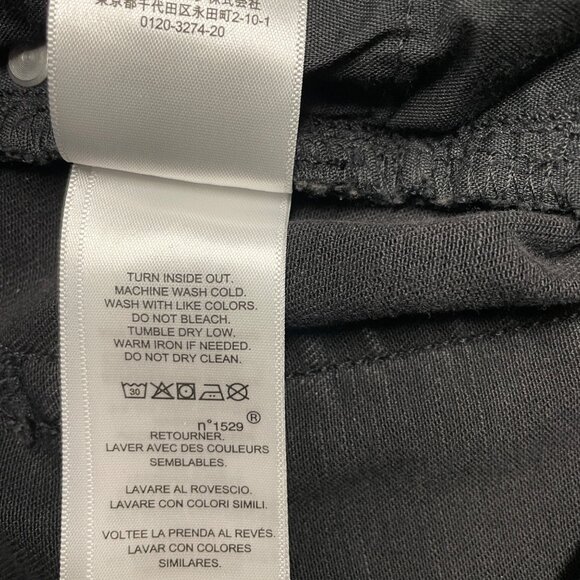 東京都千代田区永田町2-10-1
0120-3274-20
TURN INSIDE OUT.
MACHINE WASH COLD.
WASH WITH LIKE COLORS.
DO NOT BLEACH.
TUMBLE DRY LOW.
WARM IRON IF NEEDED.
DO NOT DRY CLEAN.
30
n°1529 ®
RETOURNER.
LAVER AVEC DES COULEURS
SEMBLABLES.
LAVARE AL ROVESCIO.
LAVARE CON COLORI SIMILI.
VOLTEE LA PRENDA AL REVÉS.
LAVAR CON COLORES
SIMILARES.